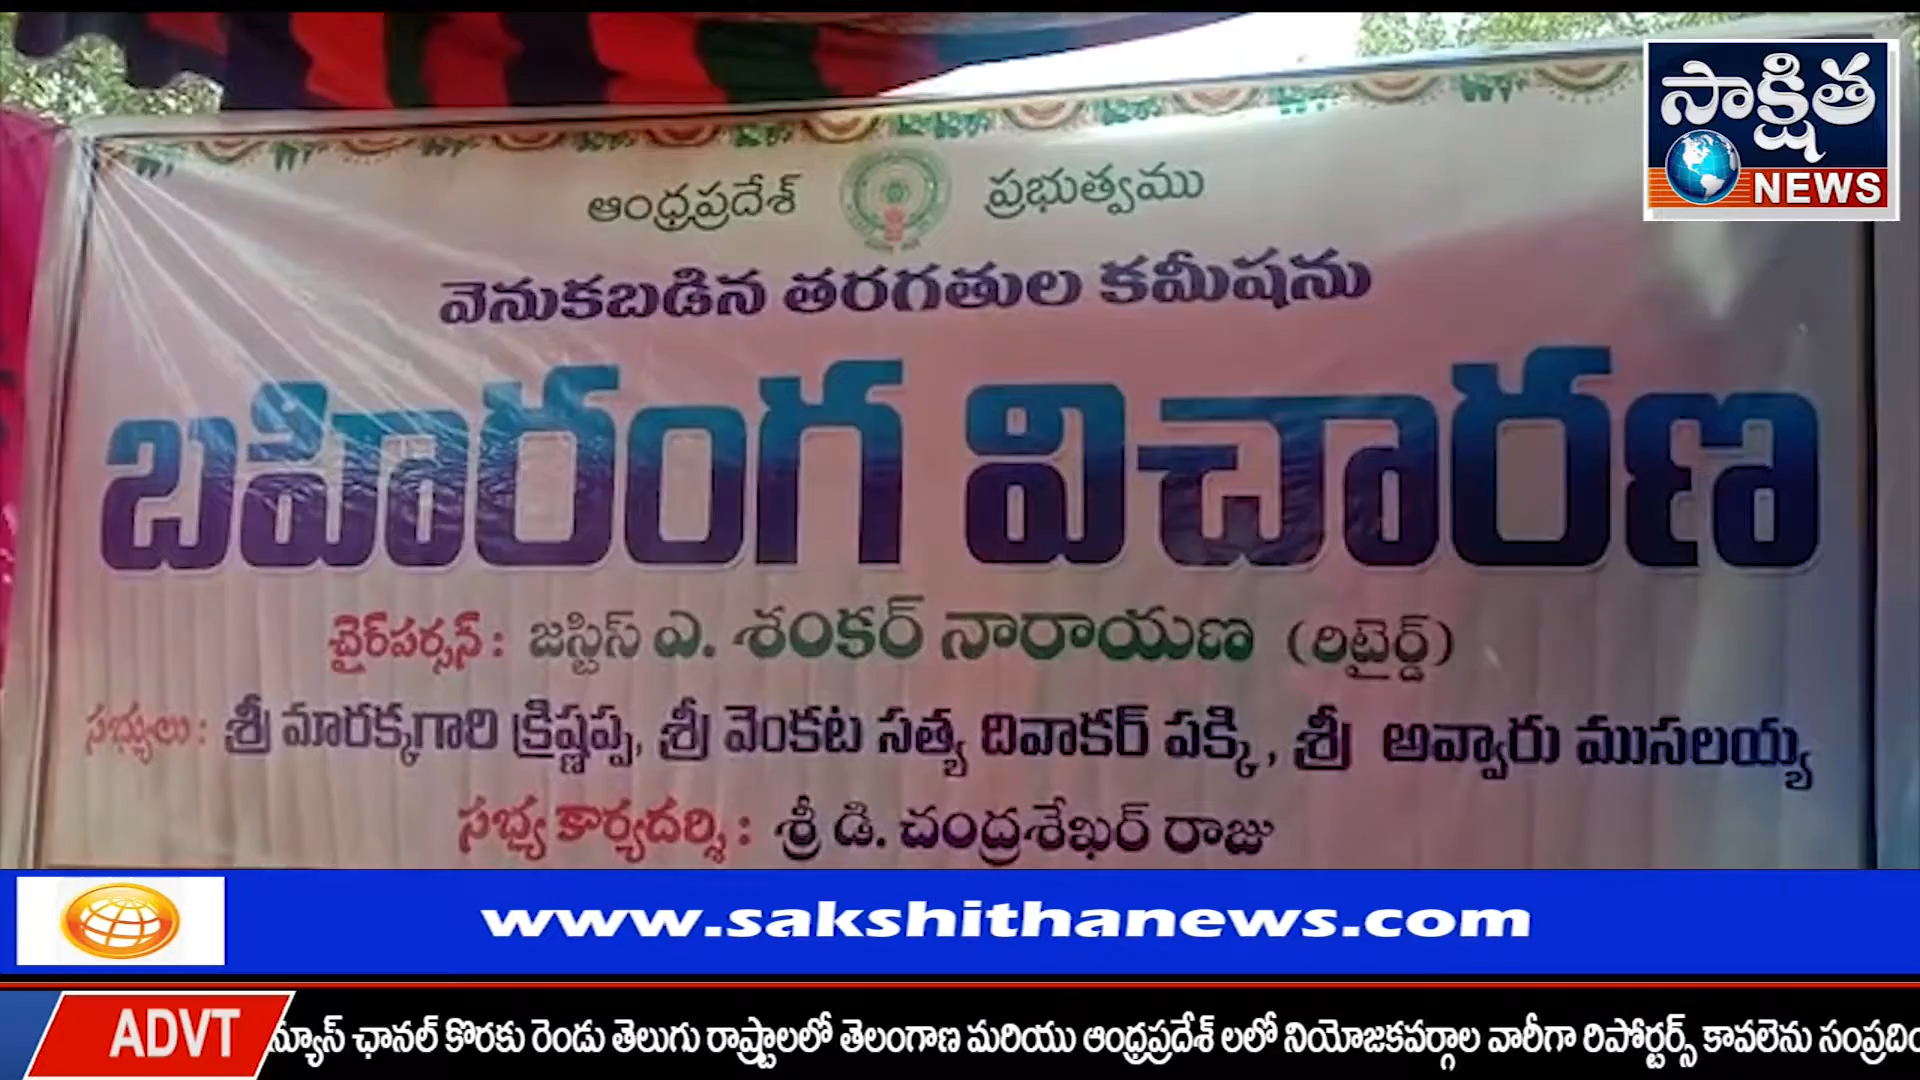 సాక్షిత
NEWS
ఆంధ్రప్రదేశ్ ప్రభుత్వము
వెనుకబడిన తరగతుల కమీషను
బహిరంగ విచారణ
ఛైర్‌పర్సన్ : జస్టిస్ ఎ. శంకర్ నారాయణ (రిటైర్డ్)
సభ్యులు : శ్రీ మారక్కగారి క్రిష్ణప్ప, శ్రీ వెంకట సత్య దివాకర్ పక్కి, శ్రీ అవ్వారు ముసలయ్య
సభ్య కార్యదర్శి : శ్రీ డి. చంద్రశేఖర్ రాజు
www.sakshithanews.com
ADVT న్యూస్ ఛానల్ కొరకు రెండు తెలుగు రాష్ట్రాలలో తెలంగాణ మరియు ఆంధ్రప్రదేశ్ లలో నియోజకవర్గాల వారీగా రిపోర్టర్స్ కావలెను